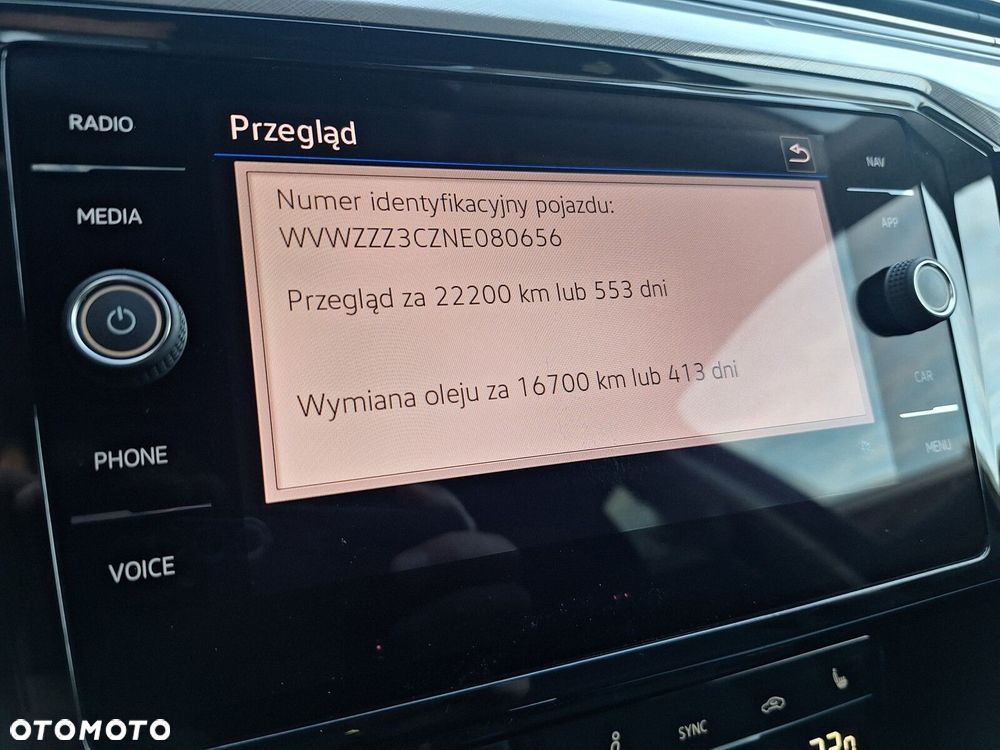 RADIO
MEDIA
PHONE
VOICE
Przegląd
Numer identyfikacyjny pojazdu:
WVWZZZ3CZNE080656
Przegląd za 22200 km lub 553 dni
Wymiana oleju za 16700 km lub 413 dni
NAV
APP
CAR
MENU
SYNC
OTOMOTO